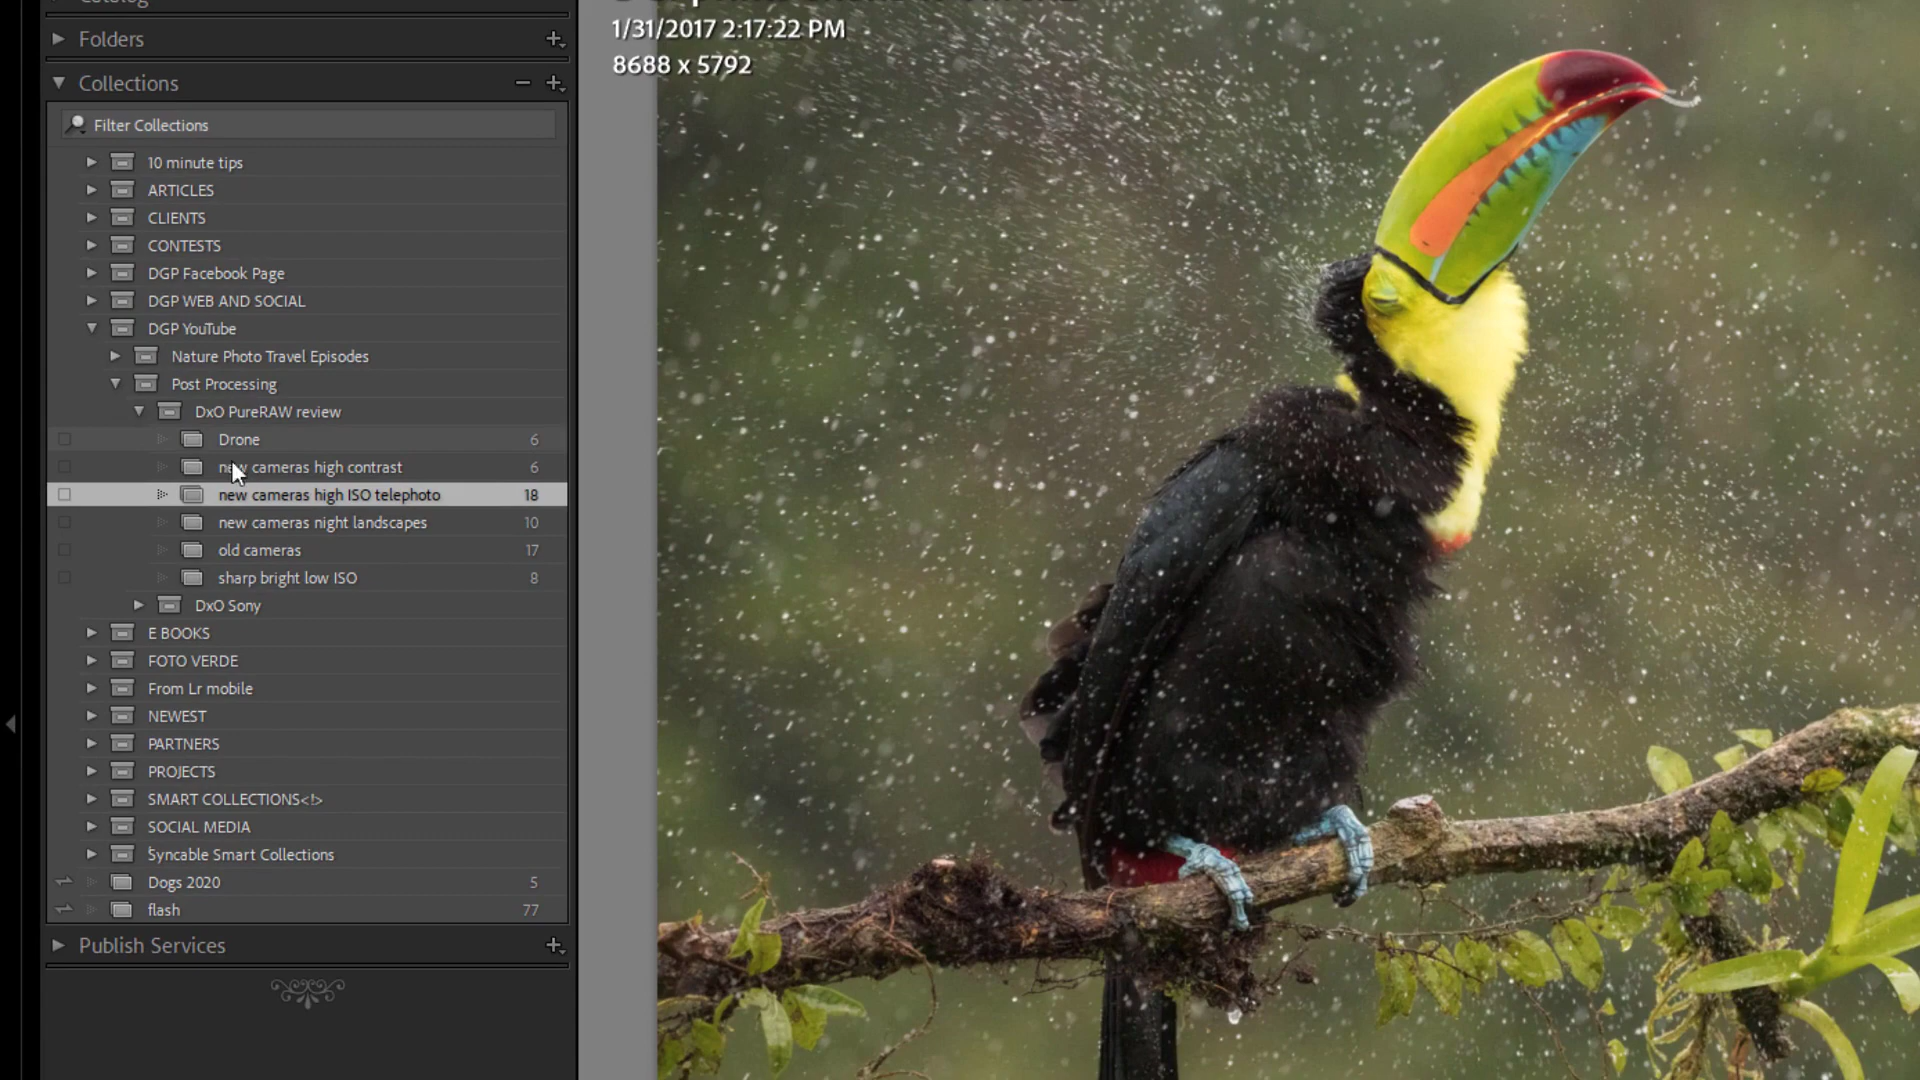 Folders
Collections
Filter Collections
10 minute tips
ARTICLES
CLIENTS
CONTESTS
DGP Facebook Page
DGP WEB AND SOCIAL
DGP YouTube
Nature Photo Travel Episodes
Post Processing
DxO PureRAW review
Drone 6
new cameras high contrast 6
new cameras high ISO telephoto 18
new cameras night landscapes 10
old cameras 17
sharp bright low ISO 8
DxO Sony
E BOOKS
FOTO VERDE
From Lr mobile
NEWEST
PARTNERS
PROJECTS
SMART COLLECTIONS<!>
SOCIAL MEDIA
Syncable Smart Collections
Dogs 2020 5
flash 77
Publish Services
1/31/2017 2:17:22 PM
8688 x 5792